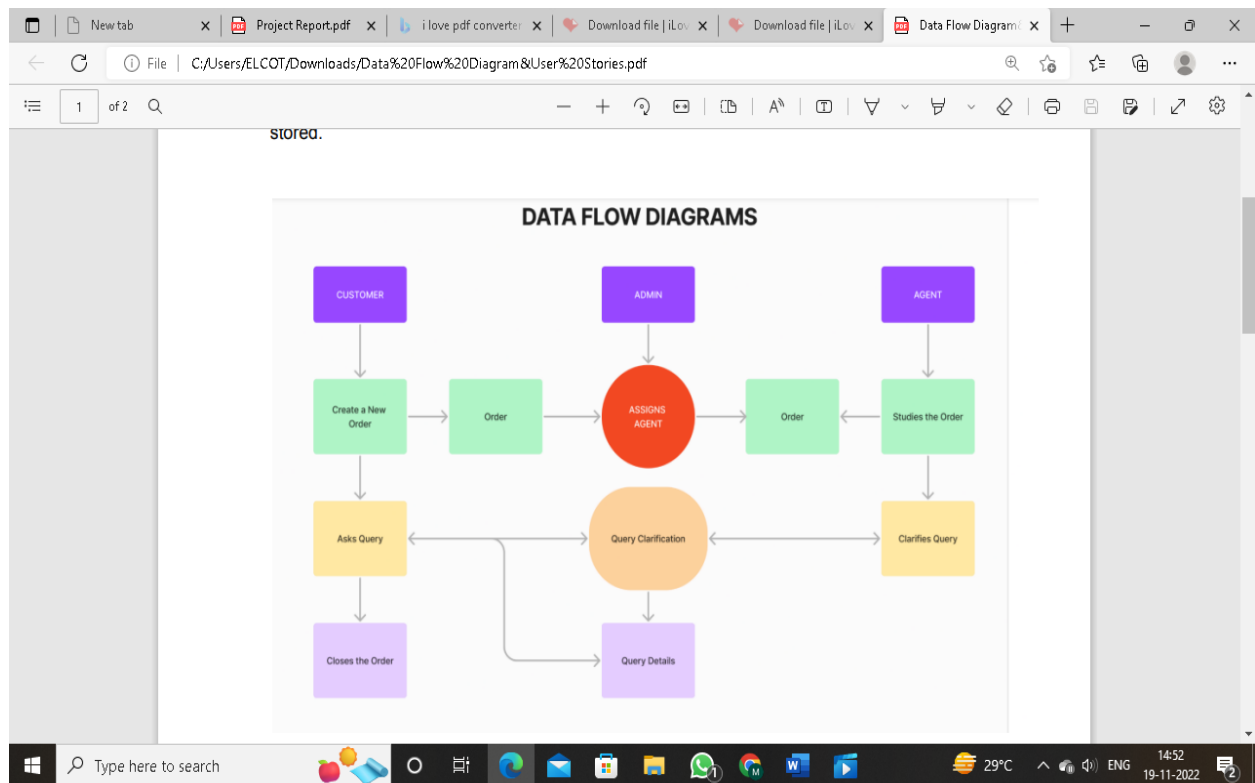 New tab
Project Report.pdf
i love pdf converter
Download file | iLov
Download file | iLov
Data Flow Diagram&
File
C:/Users/ELCOT/Downloads/Data%20Flow%20Diagram&User%20Stories.pdf
1 of 2
stored.
DATA FLOW DIAGRAMS
CUSTOMER
ADMIN
AGENT
Create a New
Order
Order
ASSIGNS
AGENT
Order
Studies the Order
Asks Query
Query Clarification
Clarifies Query
Closes the Order
Query Details
Type here to search
29°C
ENG
14:52
19-11-2022
2